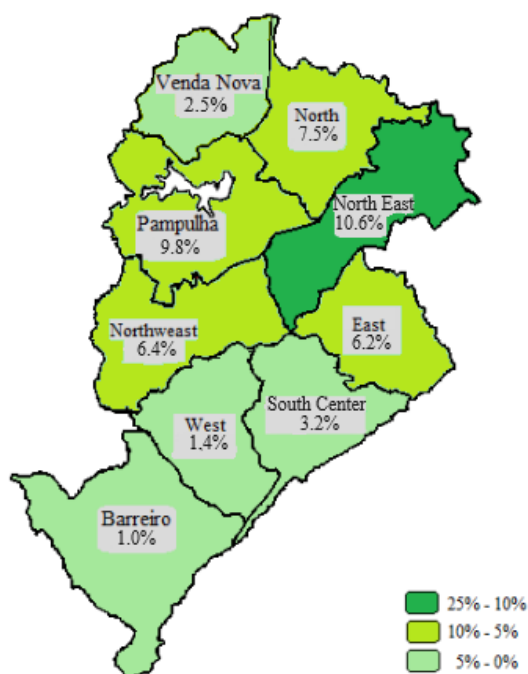 Venda Nova
2.5%
North
7.5%
North East
10.6%
Pampulha
9.8%
Northweast
6.4%
East
6.2%
South Center
3.2%
West
1.4%
Barreiro
1.0%
25% - 10%
10% - 5%
5% - 0%